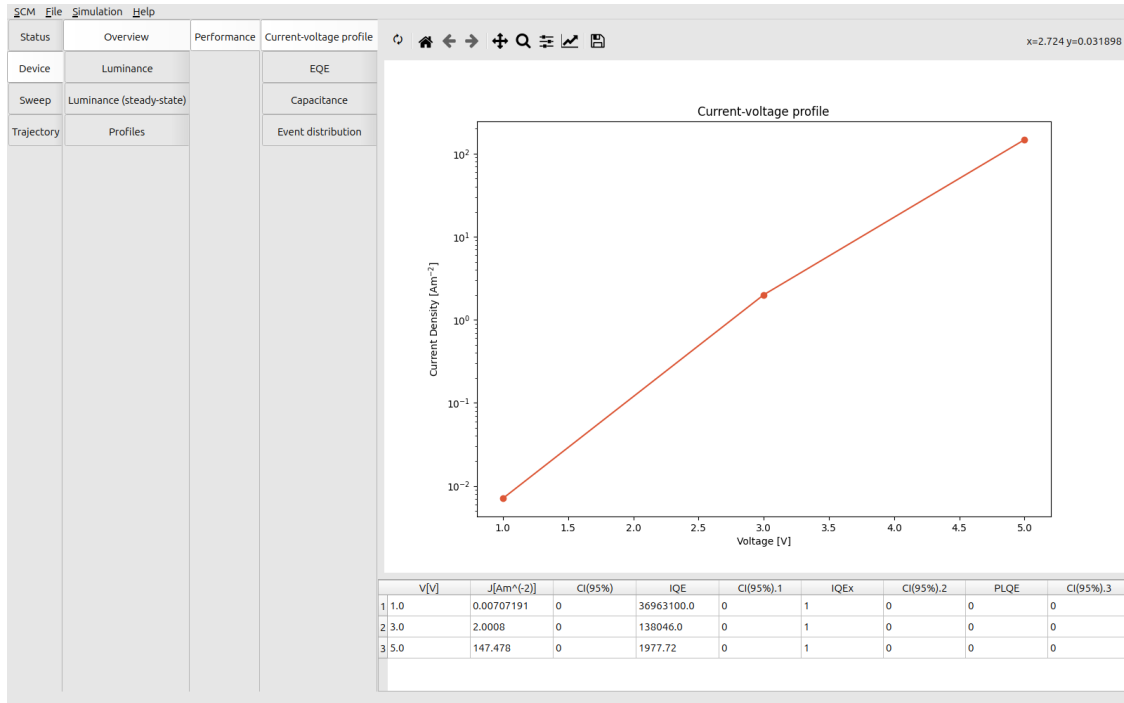 SCM File Simulation Help
Status Overview Performance Current-voltage profile
x=2.724 y=0.031898
Device Luminance EQE
Sweep Luminance (steady-state) Capacitance
Trajectory Profiles Event distribution
Current-voltage profile
10²
10¹
10⁰
10⁻¹
10⁻²
Current Density [Am⁻²]
1.0 1.5 2.0 2.5 3.0 3.5 4.0 4.5 5.0
Voltage [V]
V[V] J[Am^(-2)] CI(95%) IQE CI(95%).1 IQEx CI(95%).2 PLQE CI(95%).3
1 1.0 0.00707191 0 36963100.0 0 1 0 0 0
2 3.0 2.0008 0 138046.0 0 1 0 0 0
3 5.0 147.478 0 1977.72 0 1 0 0 0